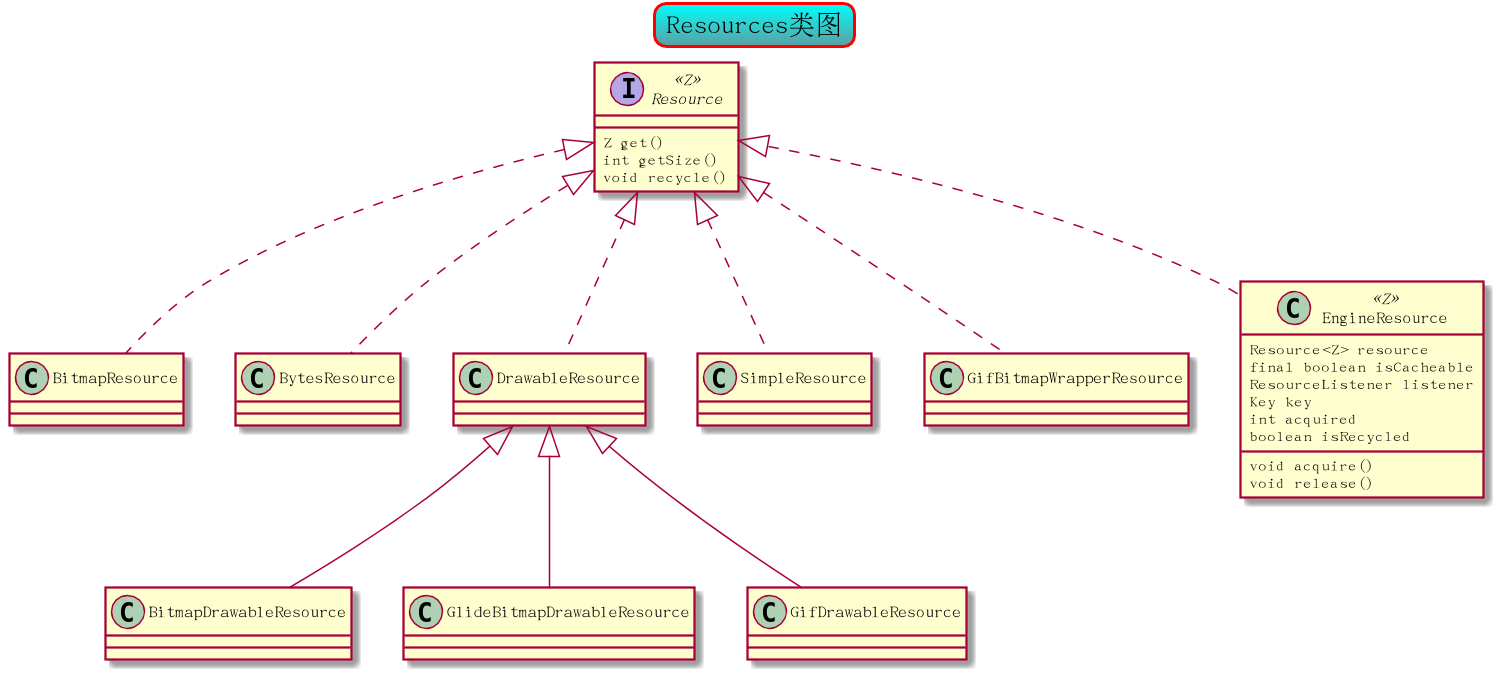 Resources类图
I
«Z»
Resource
Z get()
int getSize()
void recycle()
C
«Z»
EngineResource
Resource<Z> resource
final boolean isCacheable
ResourceListener listener
Key key
int acquired
boolean isRecycled
void acquire()
void release()
C BitmapResource
C BytesResource
C DrawableResource
C SimpleResource
C GifBitmapWrapperResource
C BitmapDrawableResource
C GlideBitmapDrawableResource
C GifDrawableResource